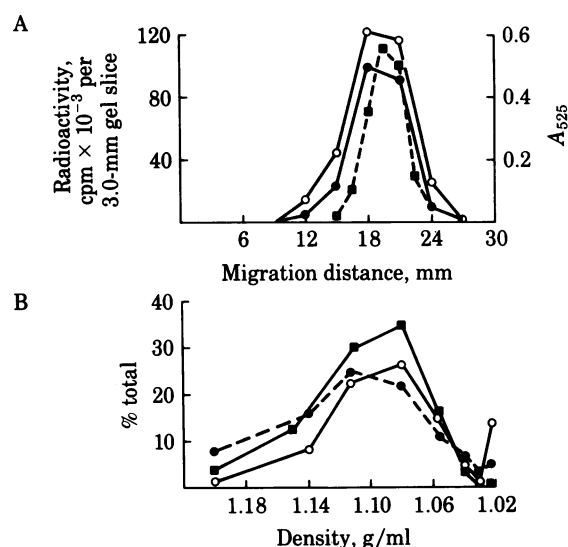 A
Radioactivity,
cpm × 10⁻³ per
3.0-mm gel slice
120
80
40
0.6
0.4
0.2
A₅₂₅
6 12 18 24 30
Migration distance, mm
B
% total
40
30
20
10
1.18 1.14 1.10 1.06 1.02
Density, g/ml